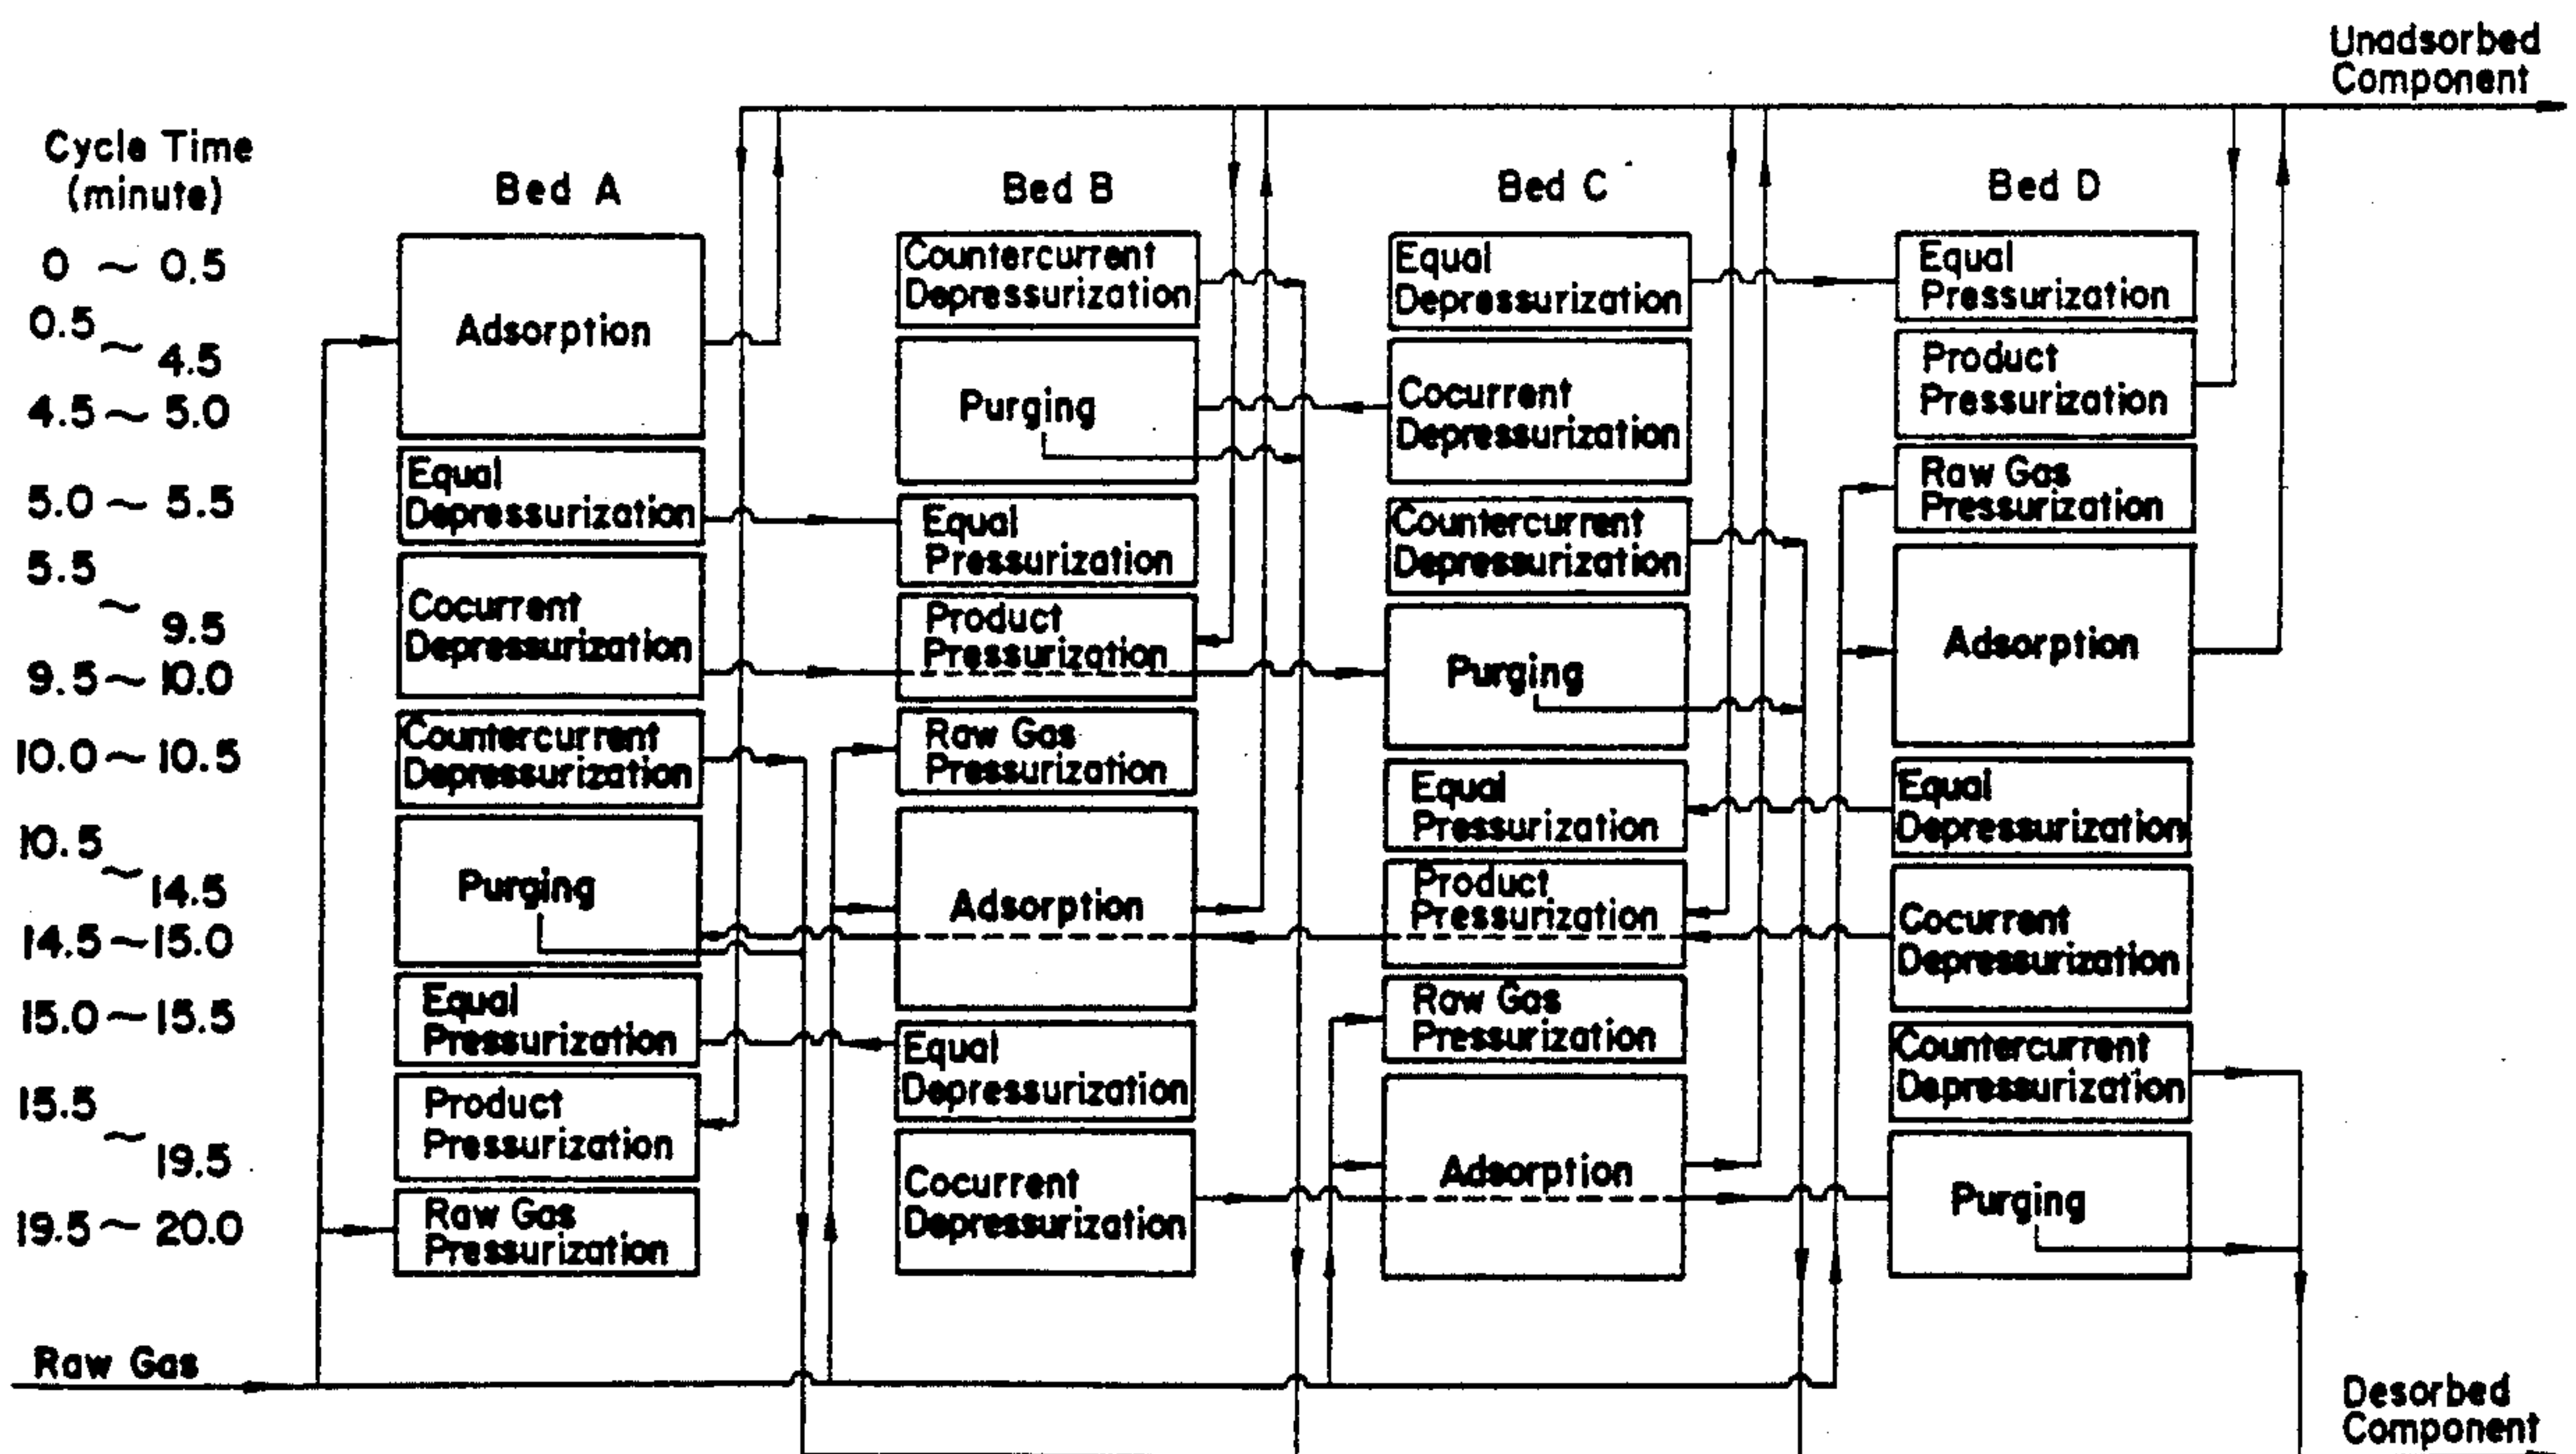 Unadsorbed
Component
Cycle Time
(minute)
Bed A
Bed B
Bed C
Bed D
0 ~ 0.5
0.5
~ 4.5
4.5 ~ 5.0
5.0 ~ 5.5
5.5
~
9.5
9.5 ~ 10.0
10.0 ~ 10.5
10.5
~ 14.5
14.5 ~ 15.0
15.0 ~ 15.5
15.5
~
19.5
19.5 ~ 20.0
Adsorption
Equal
Depressurization
Cocurrent
Depressurization
Countercurrent
Depressurization
Purging
Equal
Pressurization
Product
Pressurization
Raw Gas
Pressurization
Countercurrent
Depressurization
Purging
Equal
Pressurization
Product
Pressurization
Raw Gas
Pressurization
Adsorption
Equal
Depressurization
Cocurrent
Depressurization
Equal
Depressurization
Cocurrent
Depressurization
Countercurrent
Depressurization
Purging
Equal
Pressurization
Product
Pressurization
Raw Gas
Pressurization
Adsorption
Equal
Pressurization
Product
Pressurization
Raw Gas
Pressurization
Adsorption
Equal
Depressurization
Cocurrent
Depressurization
Countercurrent
Depressurization
Purging
Raw Gas
Desorbed
Component